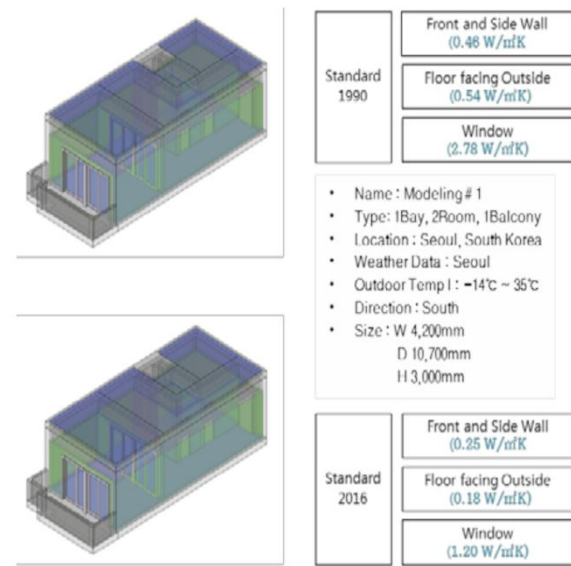 Standard
1990
Front and Side Wall
(0.46 W/㎡K)
Floor facing Outside
(0.54 W/㎡K)
Window
(2.78 W/㎡K)
• Name : Modeling # 1
• Type: 1Bay, 2Room, 1Balcony
• Location : Seoul, South Korea
• Weather Data : Seoul
• Outdoor Temp l : -14℃ ~ 35℃
• Direction : South
• Size : W 4,200mm
D 10,700mm
H 3,000mm
Standard
2016
Front and Side Wall
(0.25 W/㎡K
Floor facing Outside
(0.18 W/㎡K)
Window
(1.20 W/㎡K)